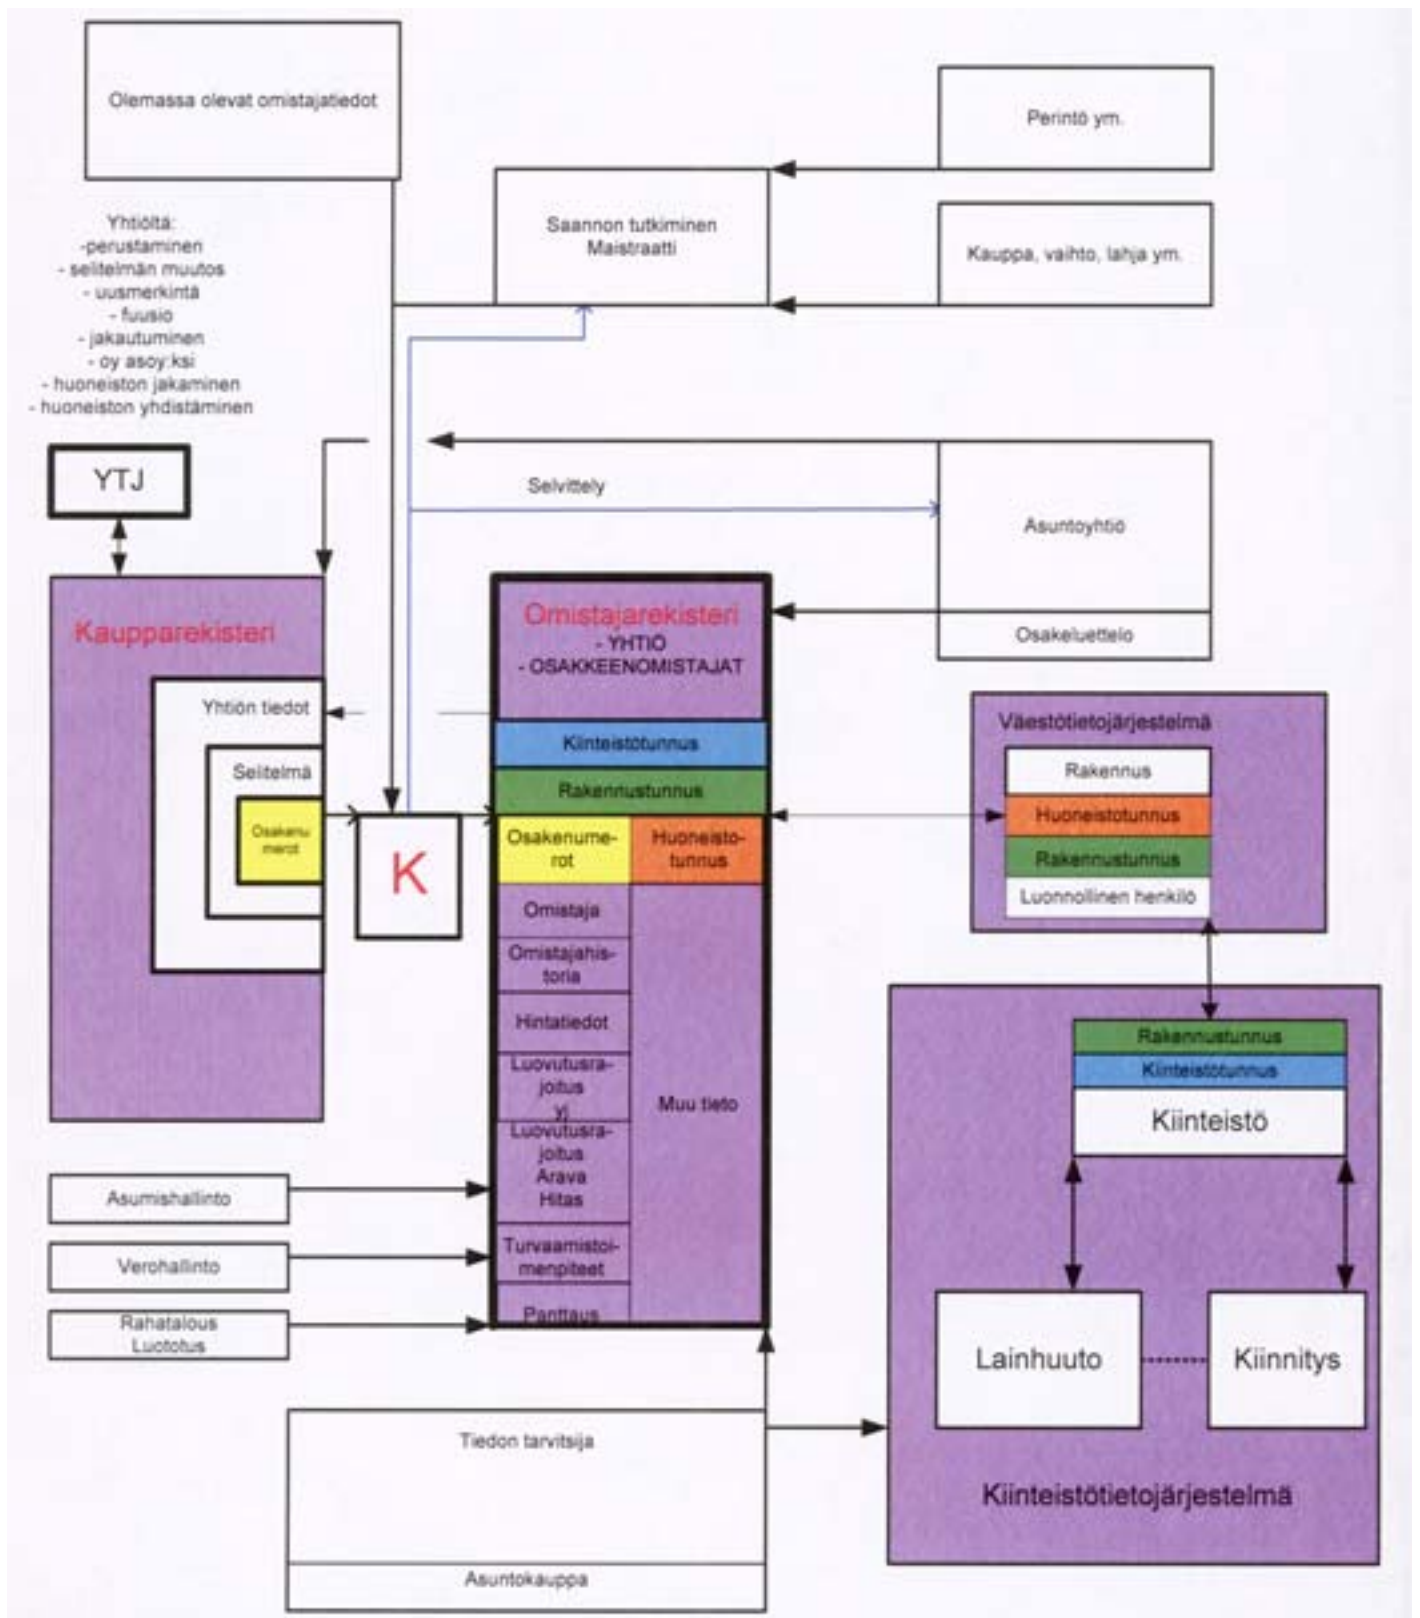 Olemassa olevat omistajatiedot
Perintö ym.
Saannon tutkiminen
Maistraatti
Kauppa, vaihto, lahja ym.
Yhtiöltä:
-perustaminen
- selitelmän muutos
- uusmerkintä
- fuusio
- jakautuminen
- oy asoy:ksi
- huoneiston jakaminen
- huoneiston yhdistäminen
YTJ
Selvittely
Asuntoyhtiö
Osakeluettelo
Kaupparekisteri
Yhtiön tiedot
Selitelmä
Osakenu
merot
K
Omistajarekisteri
- YHTIÖ
- OSAKKEENOMISTAJAT
Kiinteistötunnus
Rakennustunnus
Osakenume-
rot
Huoneisto-
tunnus
Omistaja
Omistajahis-
toria
Hintatiedot
Luovutusra-
joitus
yj
Luovutusra-
joitus
Arava
Hitas
Turvaamistoi-
menpiteet
Panttaus
Muu tieto
Väestötietojärjestelmä
Rakennus
Huoneistotunnus
Rakennustunnus
Luonnollinen henkilö
Rakennustunnus
Kiinteistötunnus
Kiinteistö
Lainhuuto
Kiinnitys
Kiinteistötietojärjestelmä
Asumishallinto
Verohallinto
Rahatalous
Luototus
Tiedon tarvitsija
Asuntokauppa